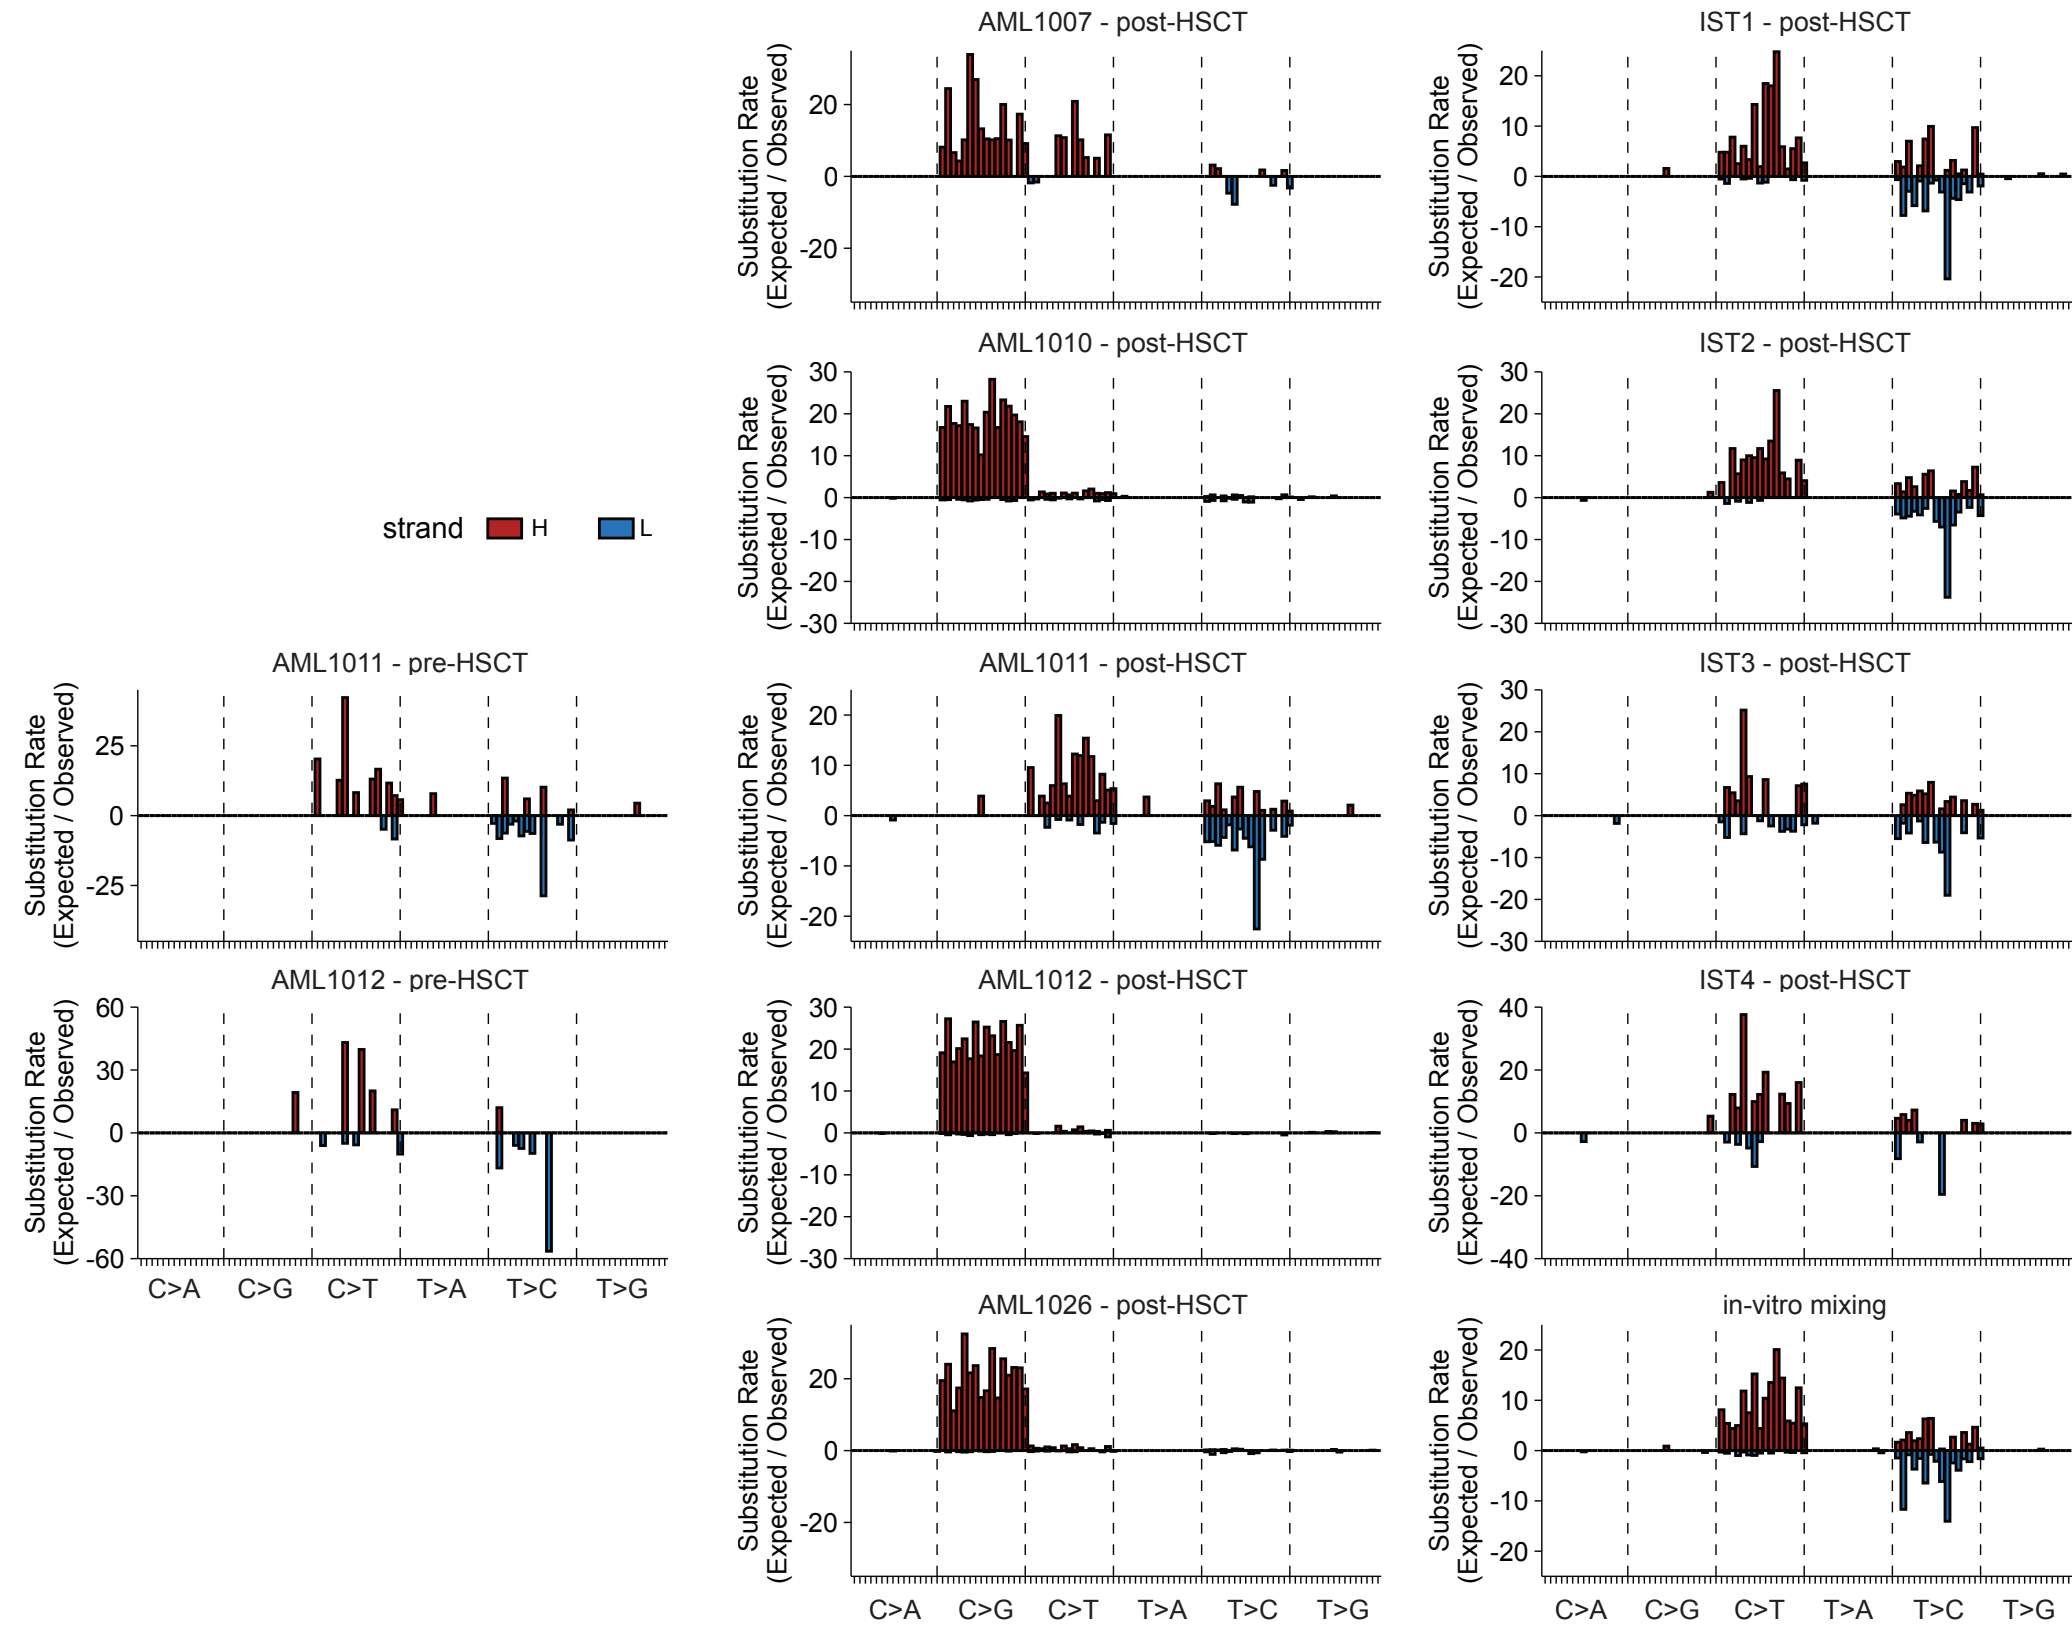 AML1007 - post-HSCT
Substitution Rate
(Expected / Observed)
20
0
-20
IST1 - post-HSCT
Substitution Rate
(Expected / Observed)
20
10
0
-10
-20
strand H L
AML1010 - post-HSCT
Substitution Rate
(Expected / Observed)
30
20
10
0
-10
-20
-30
IST2 - post-HSCT
Substitution Rate
(Expected / Observed)
30
20
10
0
-10
-20
-30
AML1011 - pre-HSCT
Substitution Rate
(Expected / Observed)
25
0
-25
AML1011 - post-HSCT
Substitution Rate
(Expected / Observed)
20
10
0
-10
-20
IST3 - post-HSCT
Substitution Rate
(Expected / Observed)
30
20
10
0
-10
-20
-30
AML1012 - pre-HSCT
Substitution Rate
(Expected / Observed)
60
30
0
-30
-60
C>A C>G C>T T>A T>C T>G
AML1012 - post-HSCT
Substitution Rate
(Expected / Observed)
30
20
10
0
-10
-20
-30
IST4 - post-HSCT
Substitution Rate
(Expected / Observed)
40
20
0
-20
-40
AML1026 - post-HSCT
Substitution Rate
(Expected / Observed)
20
0
-20
C>A C>G C>T T>A T>C T>G
in-vitro mixing
Substitution Rate
(Expected / Observed)
20
10
0
-10
-20
C>A C>G C>T T>A T>C T>G